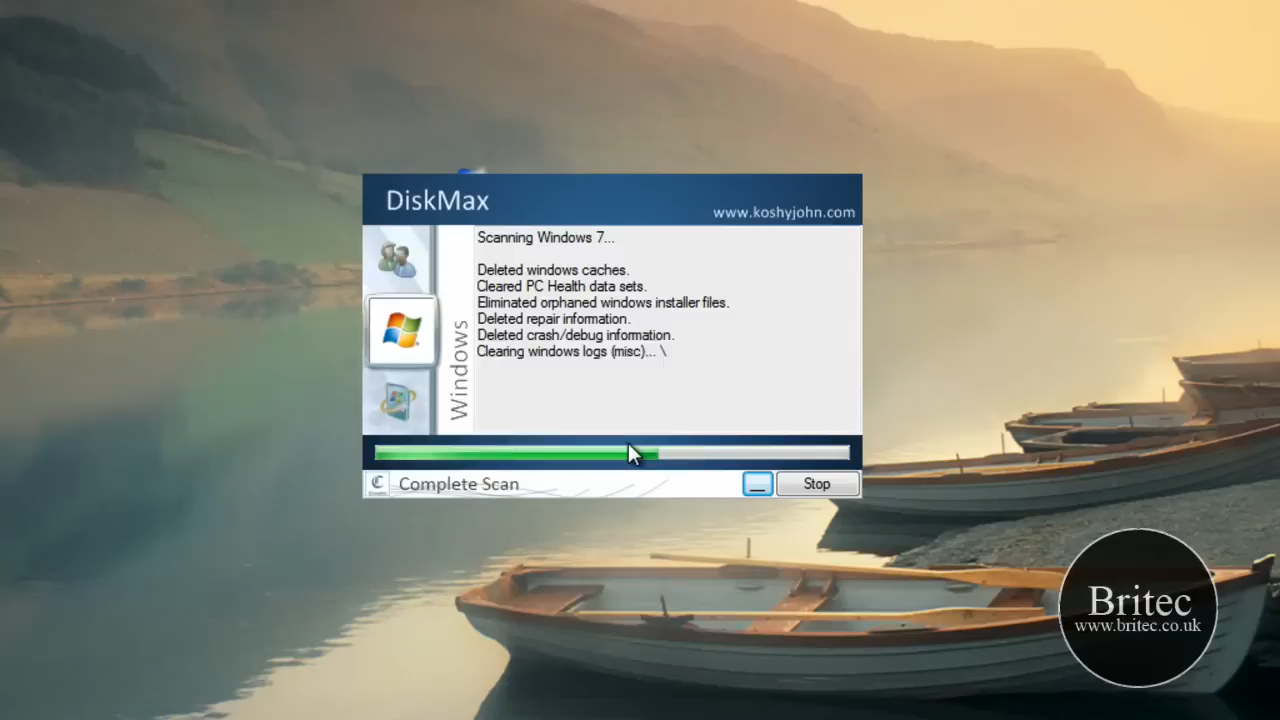 DiskMax
www.koshyjohn.com
Scanning Windows 7...
Deleted windows caches.
Cleared PC Health data sets.
Eliminated orphaned windows installer files.
Deleted repair information.
Deleted crash/debug information.
Clearing windows logs (misc)... \
Windows
Complete Scan
_
Stop
Britec
www.britec.co.uk